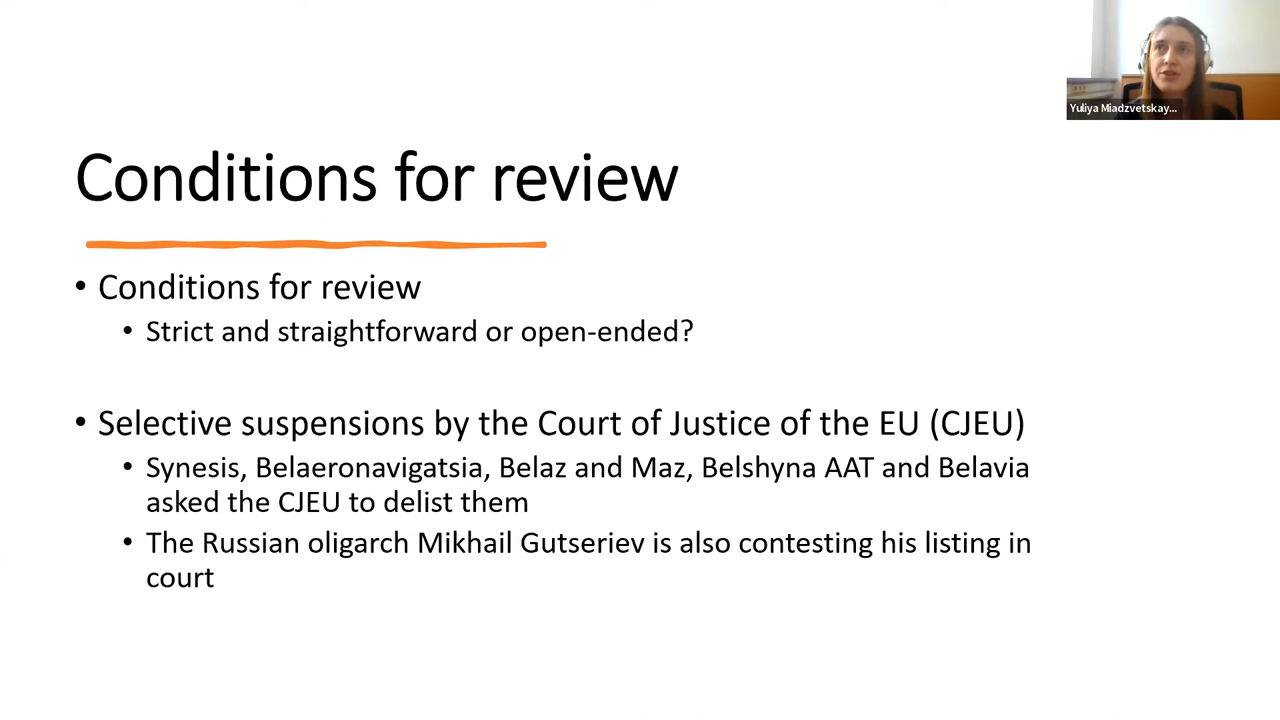 Yuliya Miadzvetskay...
Conditions for review
• Conditions for review
• Strict and straightforward or open-ended?
• Selective suspensions by the Court of Justice of the EU (CJEU)
• Synesis, Belaeronavigatsia, Belaz and Maz, Belshyna AAT and Belavia
asked the CJEU to delist them
• The Russian oligarch Mikhail Gutseriev is also contesting his listing in
court